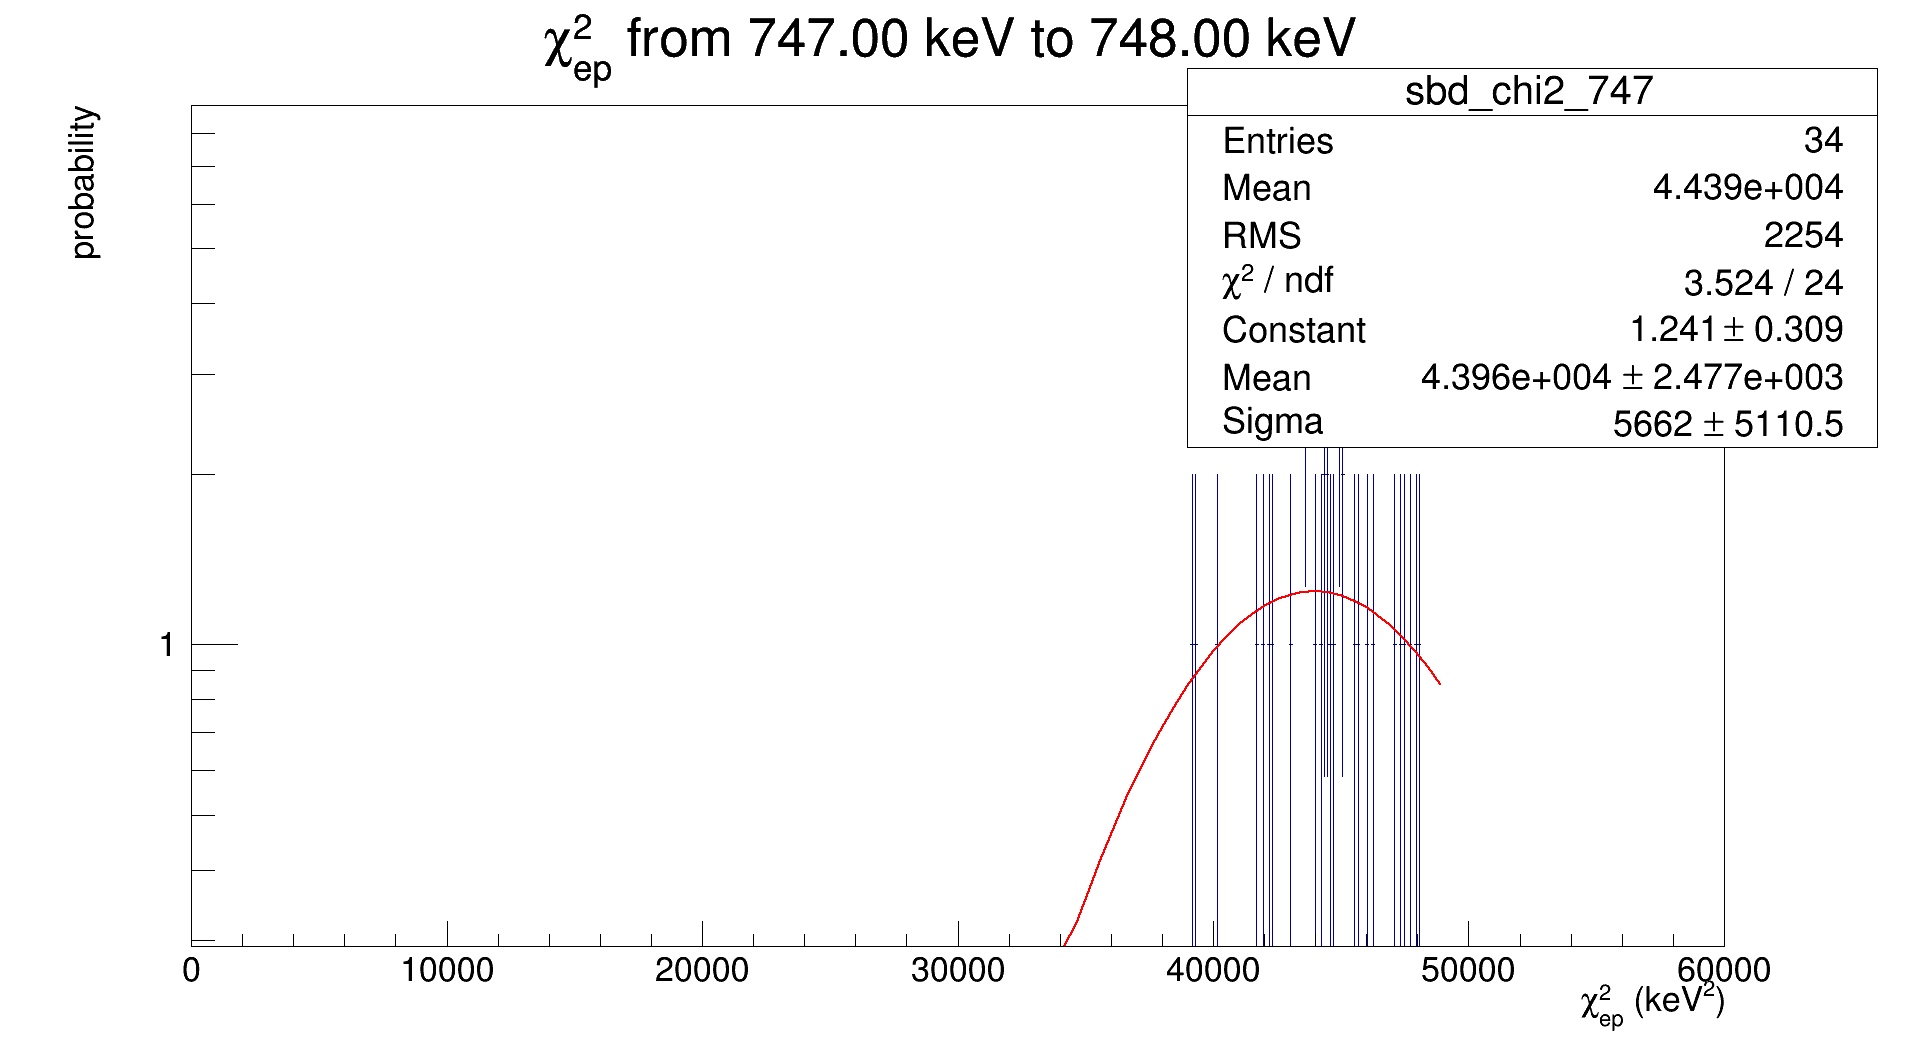 χ²ep from 747.00 keV to 748.00 keV
probability
sbd_chi2_747
Entries 34
Mean 4.439e+004
RMS 2254
χ² / ndf 3.524 / 24
Constant 1.241 ± 0.309
Mean 4.396e+004 ± 2.477e+003
Sigma 5662 ± 5110.5
1
0 10000 20000 30000 40000 50000 60000
χ²ep (keV²)